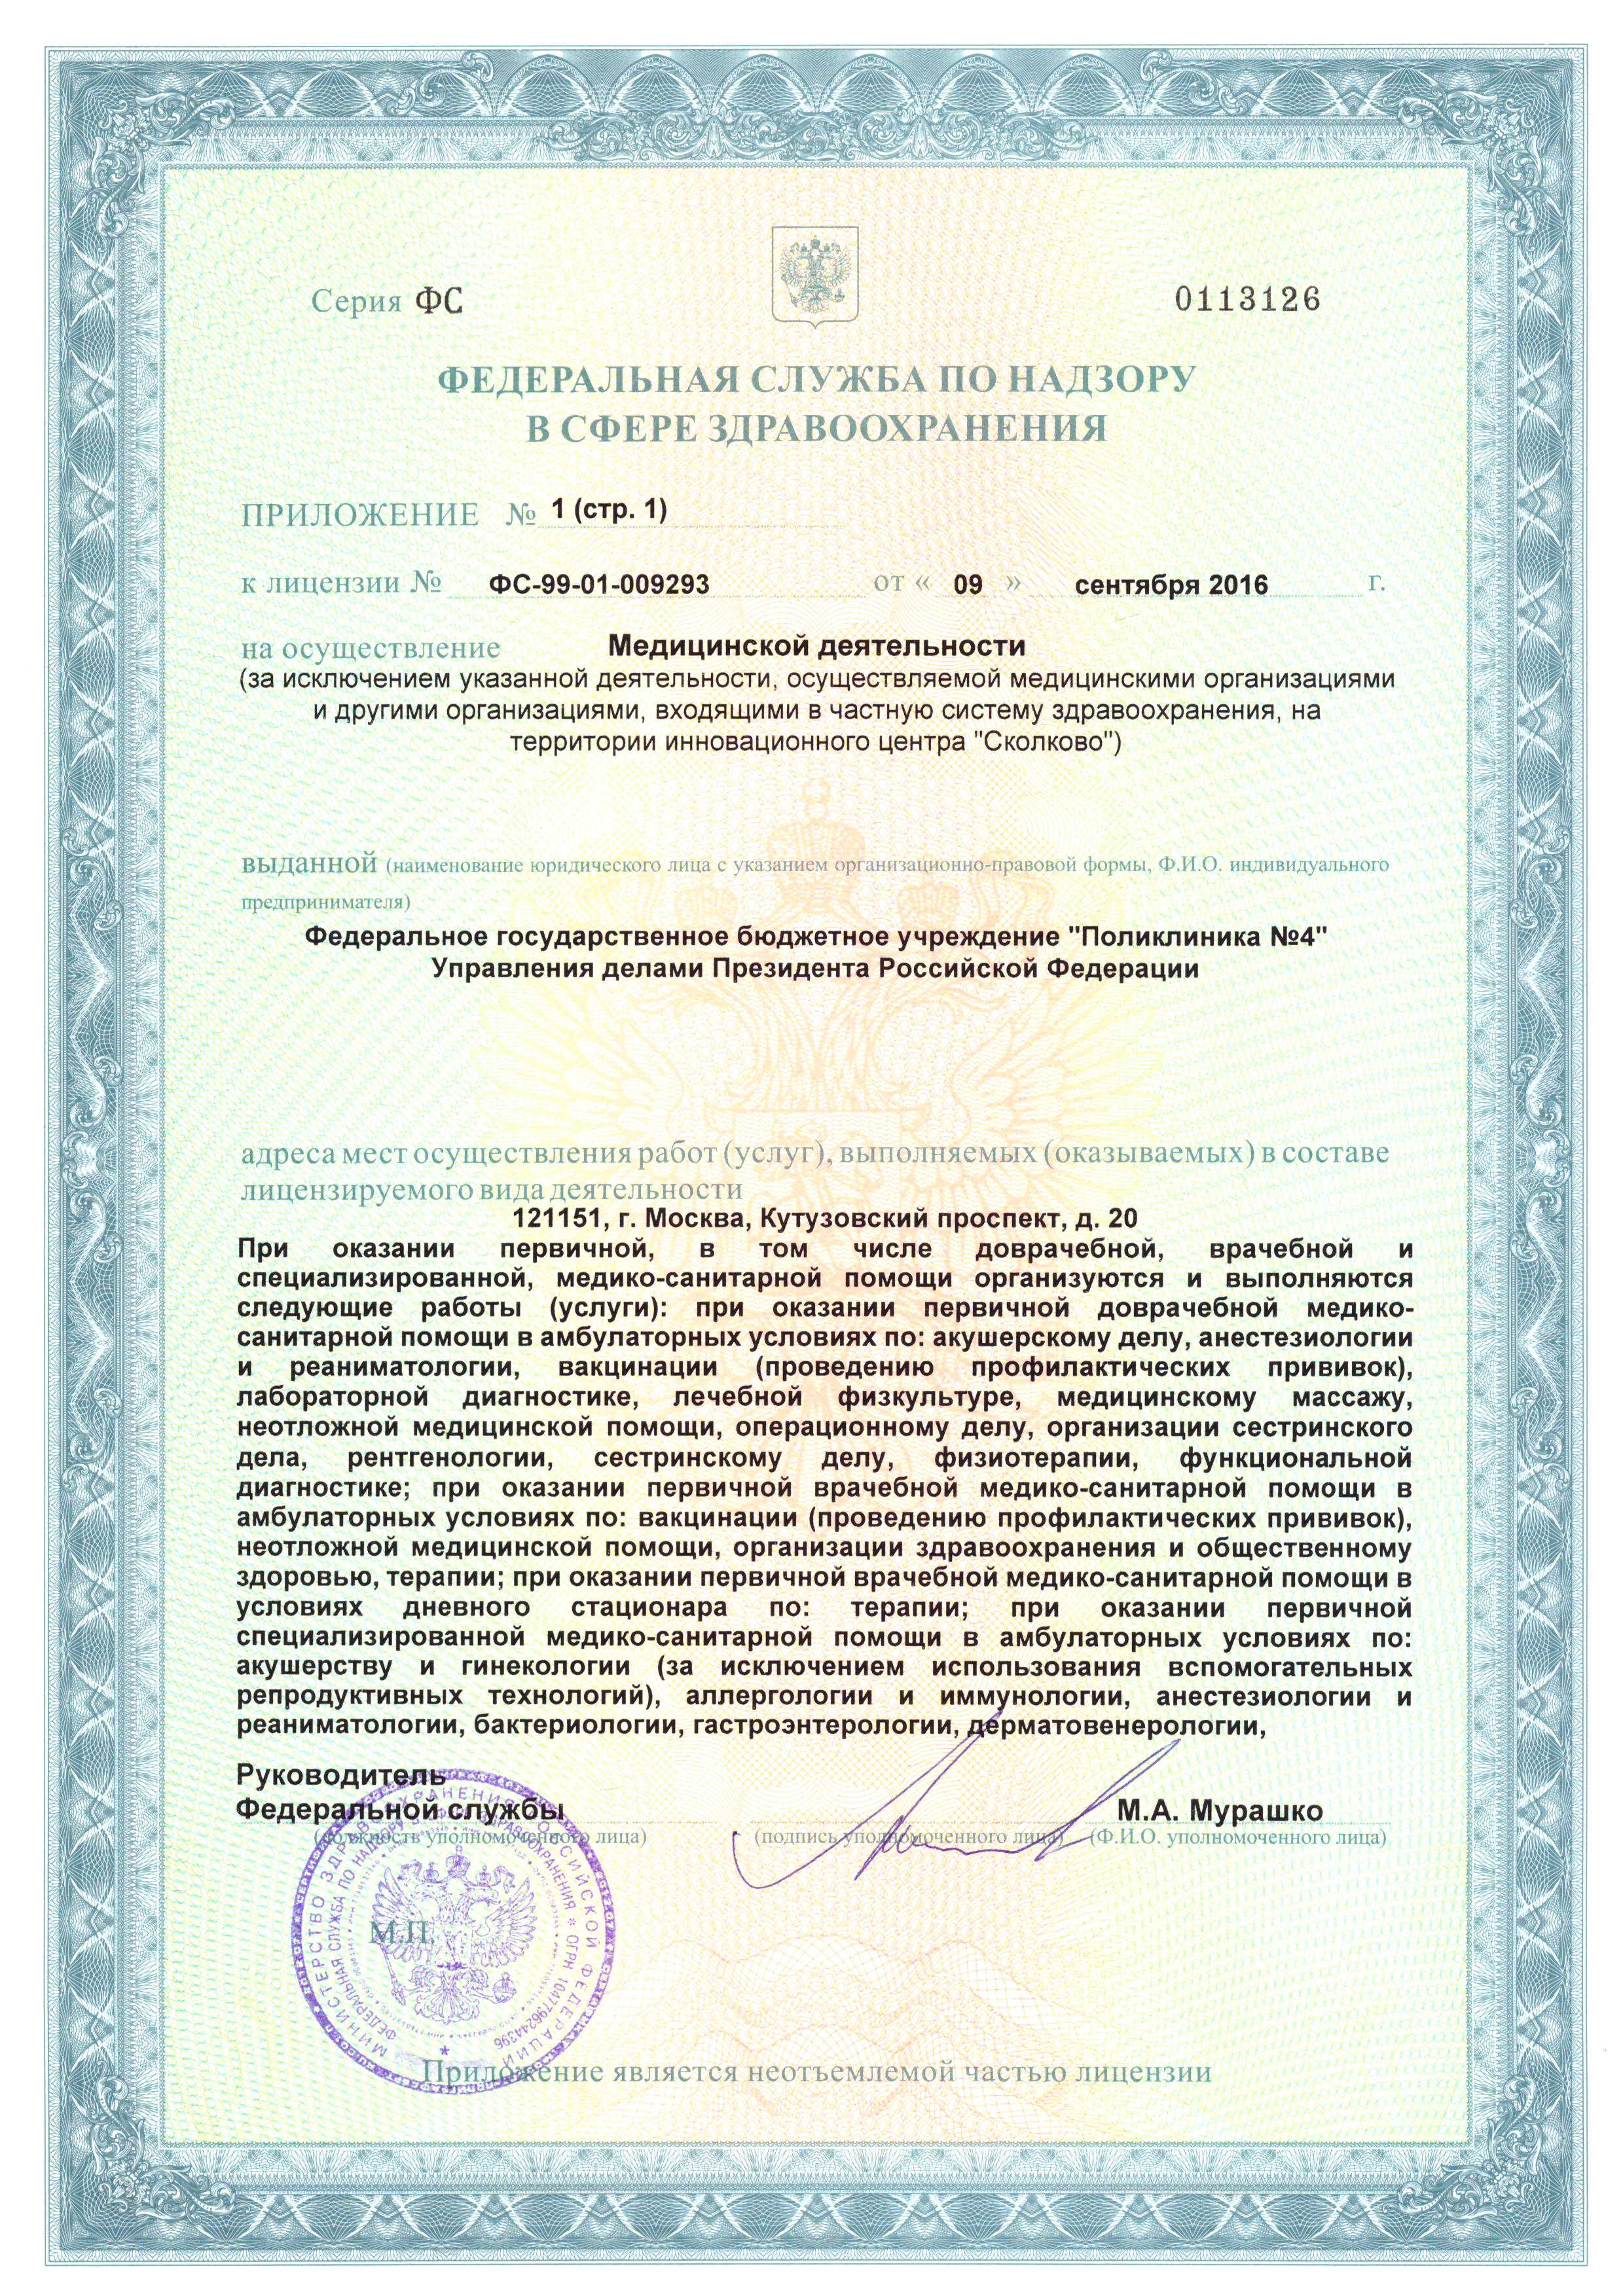 Серия ФС
0113126
ФЕДЕРАЛЬНАЯ СЛУЖБА ПО НАДЗОРУ
В СФЕРЕ ЗДРАВООХРАНЕНИЯ
ПРИЛОЖЕНИЕ № 1 (стр. 1)
к лицензии № ФС-99-01-009293 от « 09 » сентября 2016 г.
на осуществление Медицинской деятельности
(за исключением указанной деятельности, осуществляемой медицинскими организациями
и другими организациями, входящими в частную систему здравоохранения, на
территории инновационного центра "Сколково")
выданной (наименование юридического лица с указанием организационно-правовой формы, Ф.И.О. индивидуального
предпринимателя)
Федеральное государственное бюджетное учреждение "Поликлиника №4"
Управления делами Президента Российской Федерации
адреса мест осуществления работ (услуг), выполняемых (оказываемых) в составе
лицензируемого вида деятельности
121151, г. Москва, Кутузовский проспект, д. 20
При оказании первичной, в том числе доврачебной, врачебной и
специализированной, медико-санитарной помощи организуются и выполняются
следующие работы (услуги): при оказании первичной доврачебной медико-
санитарной помощи в амбулаторных условиях по: акушерскому делу, анестезиологии
и реаниматологии, вакцинации (проведению профилактических прививок),
лабораторной диагностике, лечебной физкультуре, медицинскому массажу,
неотложной медицинской помощи, операционному делу, организации сестринского
дела, рентгенологии, сестринскому делу, физиотерапии, функциональной
диагностике; при оказании первичной врачебной медико-санитарной помощи в
амбулаторных условиях по: вакцинации (проведению профилактических прививок),
неотложной медицинской помощи, организации здравоохранения и общественному
здоровью, терапии; при оказании первичной врачебной медико-санитарной помощи в
условиях дневного стационара по: терапии; при оказании первичной
специализированной медико-санитарной помощи в амбулаторных условиях по:
акушерству и гинекологии (за исключением использования вспомогательных
репродуктивных технологий), аллергологии и иммунологии, анестезиологии и
реаниматологии, бактериологии, гастроэнтерологии, дерматовенерологии,
Руководитель
Федеральной службы
М.А. Мурашко
(должность уполномоченного лица)
(подпись уполномоченного лица)
(Ф.И.О. уполномоченного лица)
МИНИСТЕРСТВО ЗДРАВООХРАНЕНИЯ РОССИЙСКОЙ ФЕДЕРАЦИИ
ФЕДЕРАЛЬНАЯ СЛУЖБА ПО НАДЗОРУ В СФЕРЕ ЗДРАВООХРАНЕНИЯ * ОГРН 1047796244396
М.П.
Приложение является неотъемлемой частью лицензии